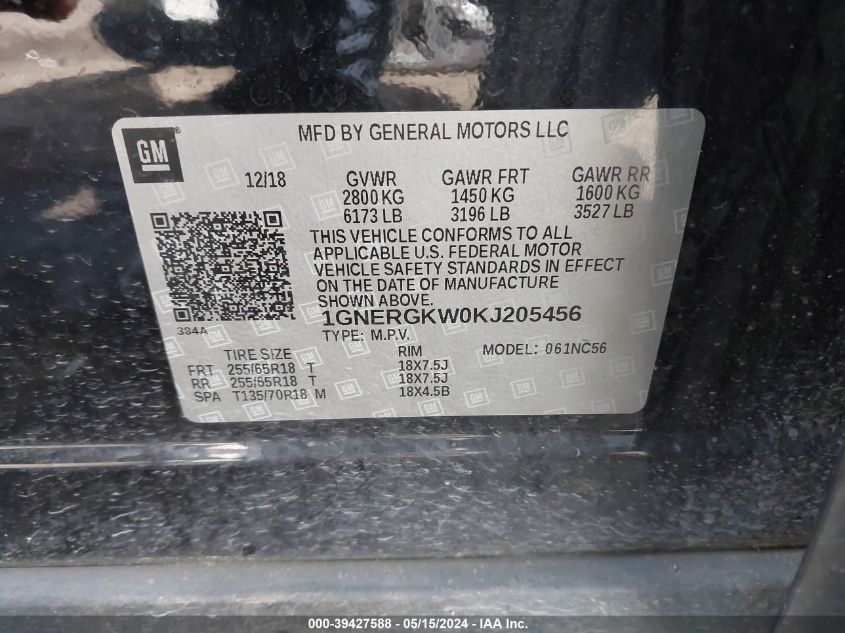 GM
MFD BY GENERAL MOTORS LLC
12/18 GVWR GAWR FRT GAWR RR
2800 KG 1450 KG 1600 KG
6173 LB 3196 LB 3527 LB
THIS VEHICLE CONFORMS TO ALL
APPLICABLE U.S. FEDERAL MOTOR
VEHICLE SAFETY STANDARDS IN EFFECT
ON THE DATE OF MANUFACTURE
SHOWN ABOVE.
384A 1GNERGKW0KJ205456
TYPE: M.P.V. MODEL: 061NC56
TIRE SIZE RIM
FRT 255/65R18 T 18X7.5J
RR 255/65R18 T 18X7.5J
SPA T135/70R18 M 18X4.5B
000-39427588 - 05/15/2024 - IAA, Inc.